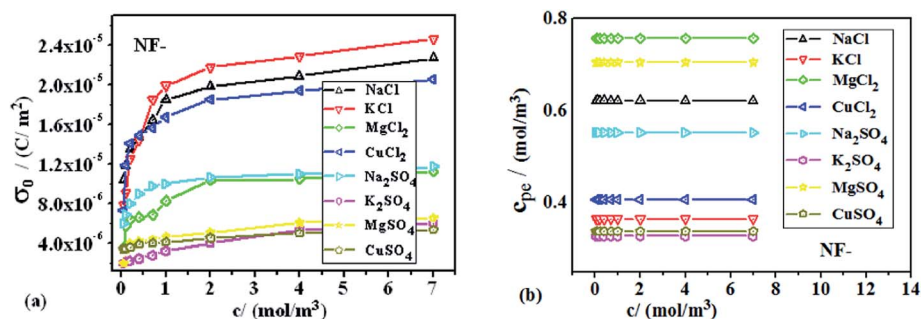 (a)
NF-
2.4x10⁻⁵
2.0x10⁻⁵
1.6x10⁻⁵
1.2x10⁻⁵
8.0x10⁻⁶
4.0x10⁻⁶
σ₀ / (C/ m²)
NaCl
KCl
MgCl₂
CuCl₂
Na₂SO₄
K₂SO₄
MgSO₄
CuSO₄
0 1 2 3 4 5 6 7
c/ (mol/m³)
(b)
0.8
0.6
0.4
cₚₑ / (mol/m³)
NaCl
KCl
MgCl₂
CuCl₂
Na₂SO₄
K₂SO₄
MgSO₄
CuSO₄
NF-
0 2 4 6 8 10 12 14
c/ (mol/m³)